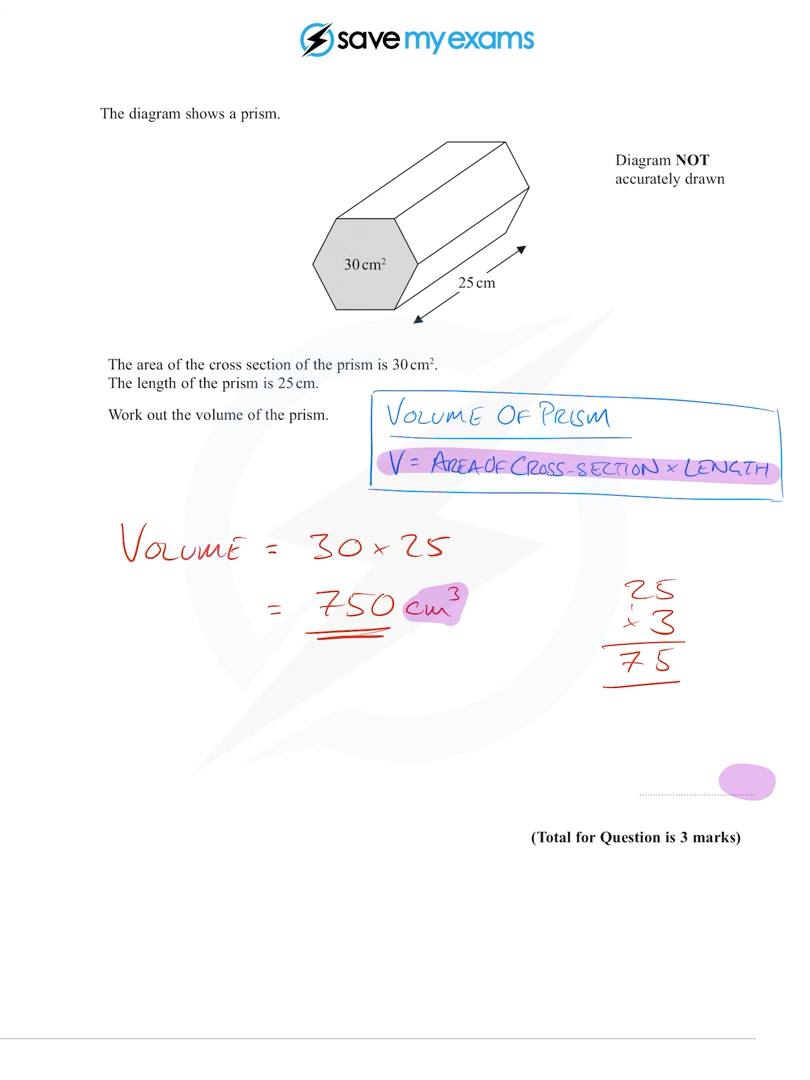 save my exams
The diagram shows a prism.
Diagram NOT
accurately drawn
30 cm²
25 cm
The area of the cross section of the prism is 30 cm².
The length of the prism is 25 cm.
Work out the volume of the prism.
VOLUME OF PRISM
V = AREA OF CROSS-SECTION × LENGTH
VOLUME = 30 × 25
= 750 cm³
25
× 3
1
75
(Total for Question is 3 marks)